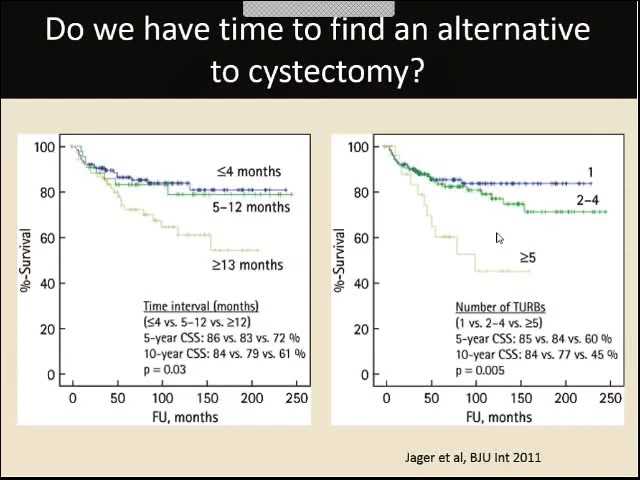 Do we have time to find an alternative
to cystectomy?
100
80
60
40
20
0
%-Survival
≤4 months
5–12 months
≥13 months
Time interval (months)
(≤4 vs. 5–12 vs. ≥12)
5-year CSS: 86 vs. 83 vs. 72 %
10-year CSS: 84 vs. 79 vs. 61 %
p = 0.03
0 50 100 150 200 250
FU, months
100
80
60
40
20
0
%-Survival
1
2–4
≥5
Number of TURBs
(1 vs. 2–4 vs. ≥5)
5-year CSS: 85 vs. 84 vs. 60 %
10-year CSS: 84 vs. 77 vs. 45 %
p = 0.005
0 50 100 150 200 250
FU, months
Jager et al, BJU Int 2011